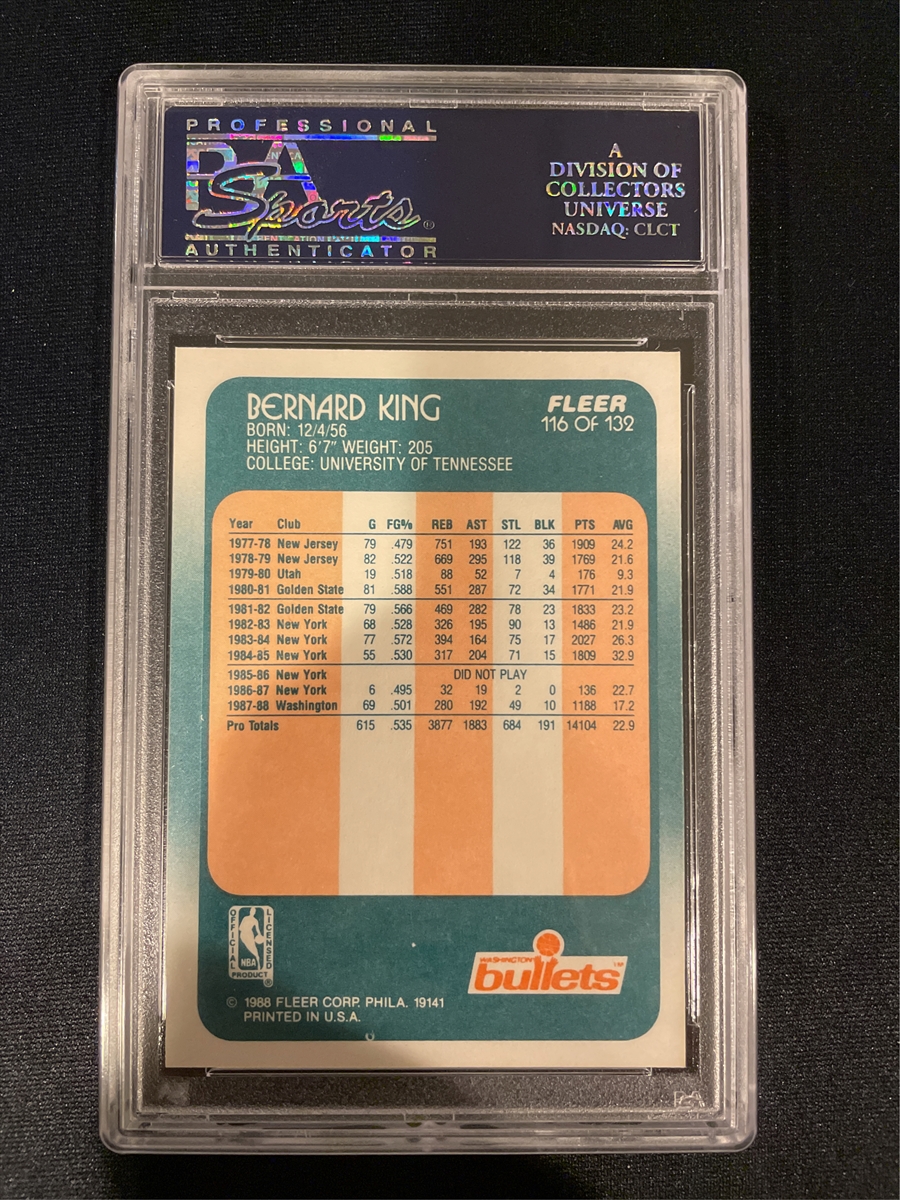 PROFESSIONAL
PSA
Sports®
AUTHENTICATOR
A
DIVISION OF
COLLECTORS
UNIVERSE
NASDAQ: CLCT
BERNARD KING
BORN: 12/4/56
HEIGHT: 6'7" WEIGHT: 205
COLLEGE: UNIVERSITY OF TENNESSEE
FLEER
116 OF 132
Year Club G FG% REB AST STL BLK PTS AVG
1977-78 New Jersey 79 .479 751 193 122 36 1909 24.2
1978-79 New Jersey 82 .522 669 295 118 39 1769 21.6
1979-80 Utah 19 .518 88 52 7 4 176 9.3
1980-81 Golden State 81 .588 551 287 72 34 1771 21.9
1981-82 Golden State 79 .566 469 282 78 23 1833 23.2
1982-83 New York 68 .528 326 195 90 13 1486 21.9
1983-84 New York 77 .572 394 164 75 17 2027 26.3
1984-85 New York 55 .530 317 204 71 15 1809 32.9
1985-86 New York DID NOT PLAY
1986-87 New York 6 .495 32 19 2 0 136 22.7
1987-88 Washington 69 .501 280 192 49 10 1188 17.2
Pro Totals 615 .535 3877 1883 684 191 14104 22.9
OFFICIAL
LICENSED
NBA
PRODUCT ®
WASHINGTON
bullets TM
© 1988 FLEER CORP. PHILA. 19141
PRINTED IN U.S.A.
PSA